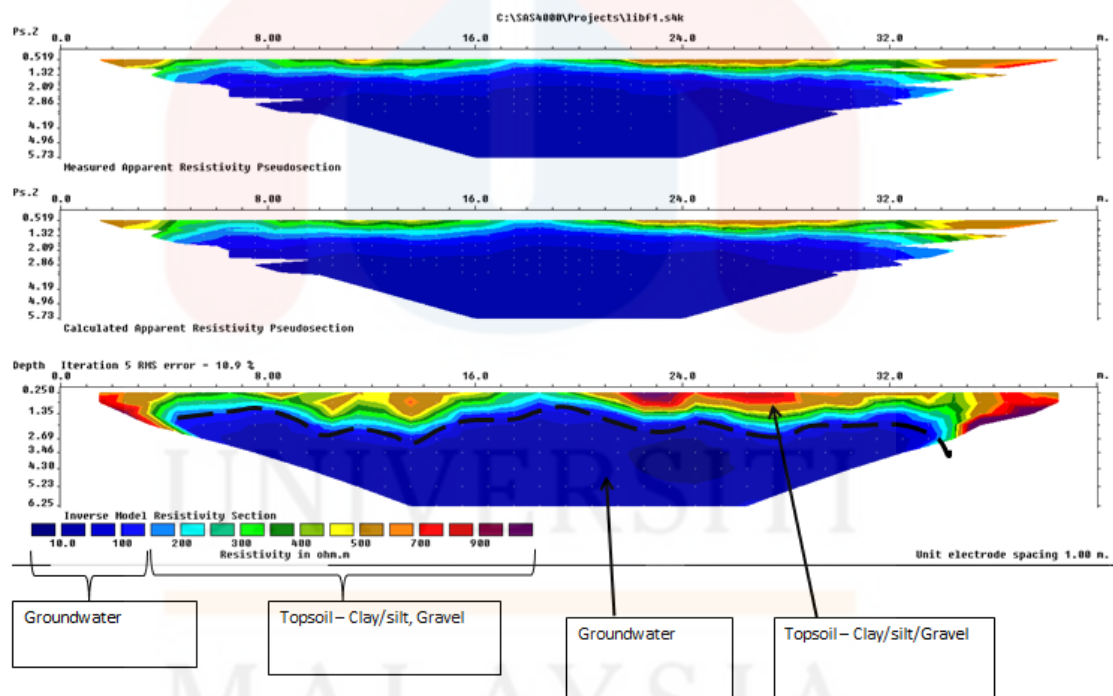 C:\SAS4000\Projects\libf1.s4k
Ps.Z 0.0 8.00 16.0 24.0 32.0 m.
0.519
1.32
2.09
2.86
4.19
4.96
5.73
Measured Apparent Resistivity Pseudosection
Ps.Z 0.0 8.00 16.0 24.0 32.0 m.
0.519
1.32
2.09
2.86
4.19
4.96
5.73
Calculated Apparent Resistivity Pseudosection
Depth Iteration 5 RMS error = 10.9 %
0.0 8.00 16.0 24.0 32.0 m.
0.250
1.35
2.69
3.46
4.30
5.23
6.25
UNIVERSITI
Inverse Model Resistivity Section
10.0 100 200 300 400 500 600 700 900
Resistivity in ohm.m
Unit electrode spacing 1.00 m.
Groundwater
Topsoil – Clay/silt, Gravel
Groundwater
Topsoil – Clay/silt/Gravel
MALAYSIA